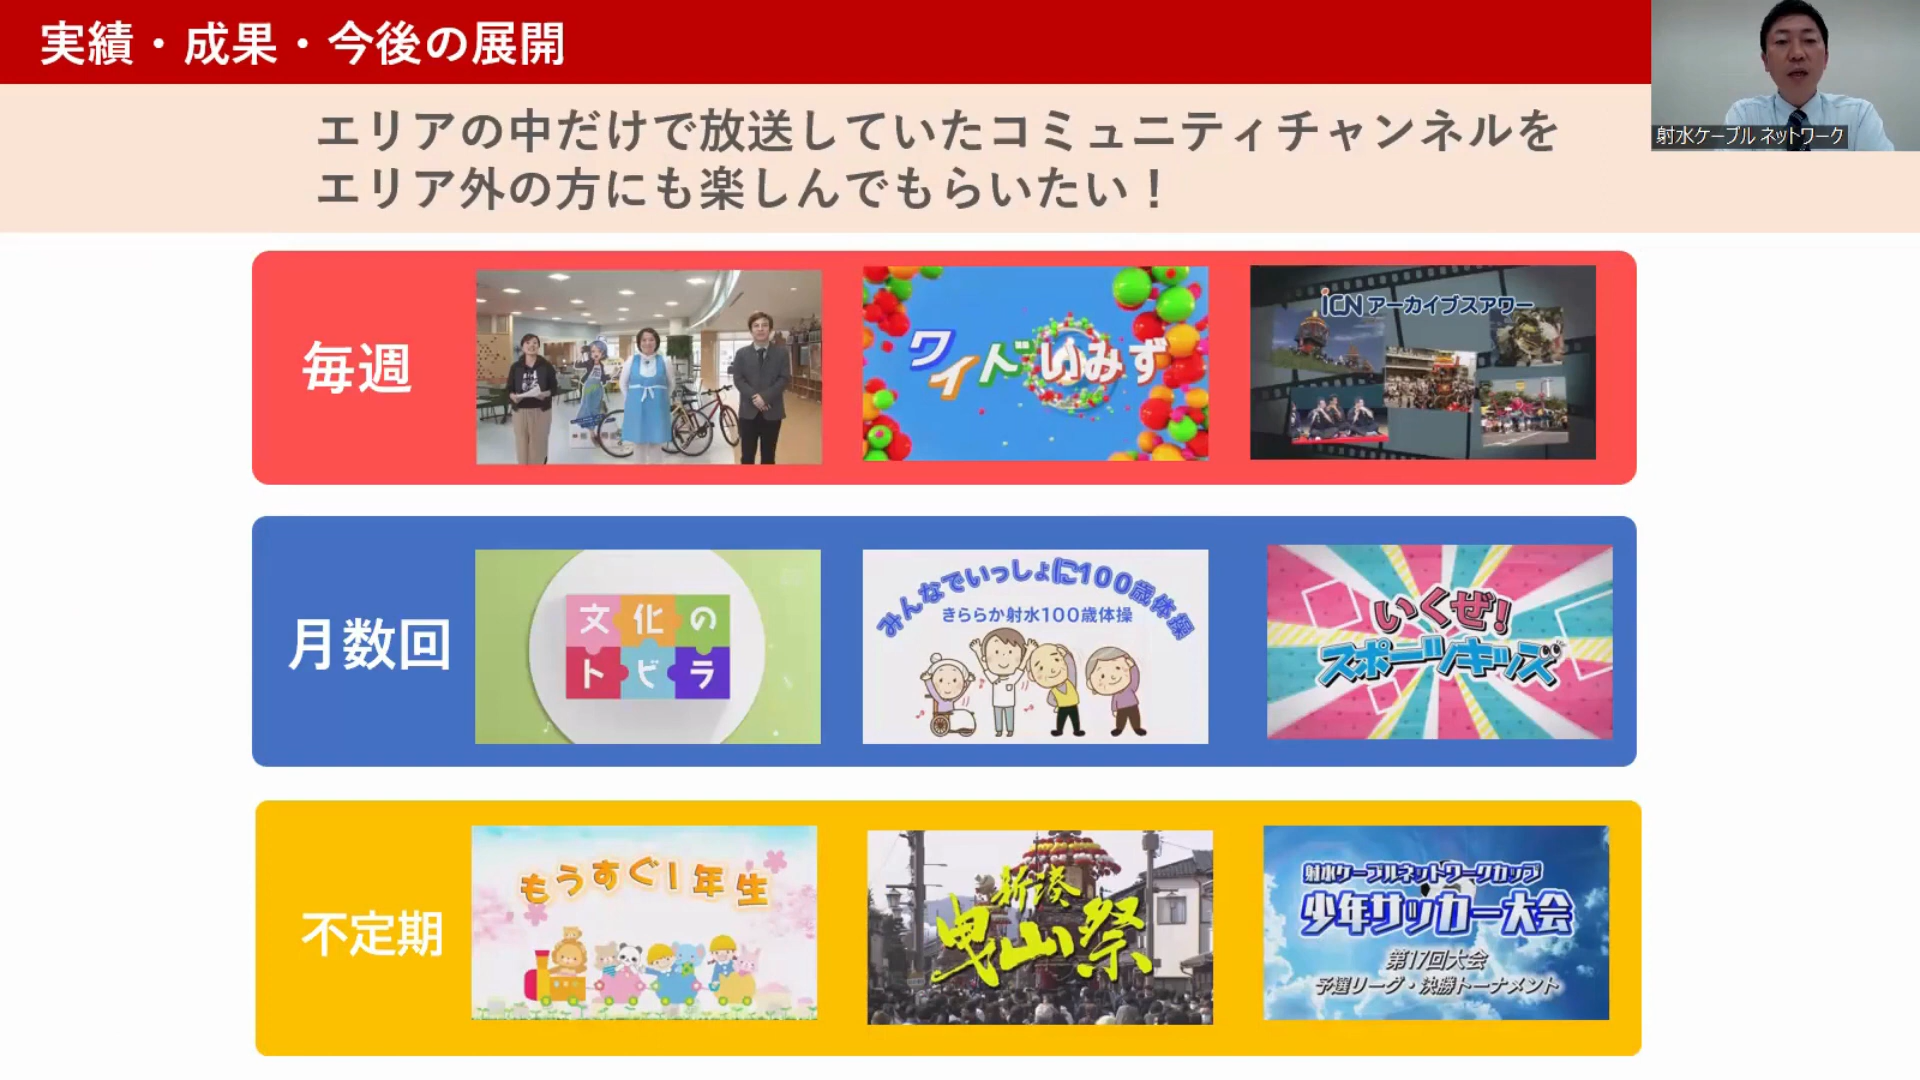 実績・成果・今後の展開
エリアの中だけで放送していたコミュニティチャンネルを
エリア外の方にも楽しんでもらいたい！
射水ケーブル ネットワーク
毎週
ワイドいみず
iCN アーカイブスアワー
月数回
文化の
トビラ
みんなでいっしょに100歳体操
きららか射水100歳体操
いくぜ！
スポーツキッズ
不定期
もうすぐ1年生
新湊
曳山祭
射水ケーブルネットワークカップ
少年サッカー大会
第17回大会
予選リーグ・決勝トーナメント